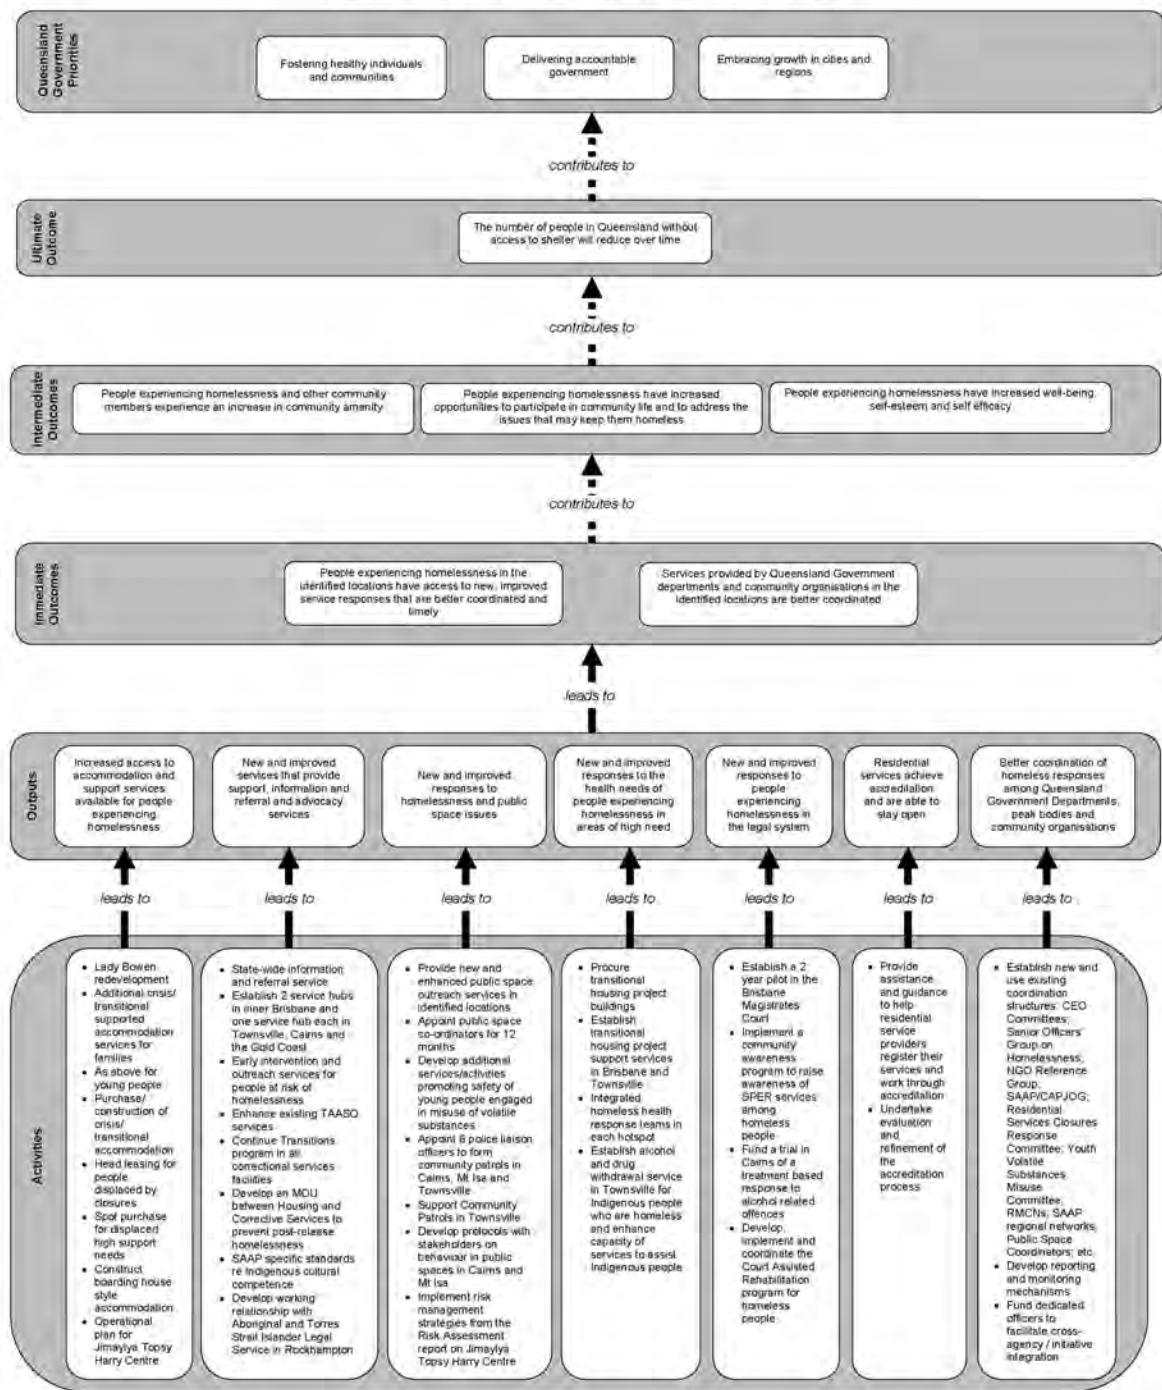 Queensland
Government
Priorities
Fostering healthy individuals
and communities
Delivering accountable
government
Embracing growth in cities and
regions
contributes to
Ultimate
Outcome
The number of people in Queensland without
access to shelter will reduce over time
contributes to
Intermediate
Outcomes
People experiencing homelessness and other community
members experience an increase in community amenity
People experiencing homelessness have increased
opportunities to participate in community life and to address the
issues that may keep them homeless
People experiencing homelessness have increased well-being,
self-esteem and self efficacy
contributes to
Immediate
Outcomes
People experiencing homelessness in the
identified locations have access to new, improved
service responses that are better coordinated and
timely
Services provided by Queensland Government
departments and community organisations in the
identified locations are better coordinated
leads to
Outputs
Increased access to
accommodation and
support services
available for people
experiencing
homelessness
New and improved
services that provide
support, information
and referral and advocacy
services
New and improved
responses to
homelessness and public
space issues
New and improved
responses to the
health needs of
people experiencing
homelessness in
areas of high need
New and improved
responses to
people
experiencing
homelessness in
the legal system
Residential
services achieve
accreditation
and are able to
stay open
Better coordination of
homeless responses
among Queensland
Government Departments,
peak bodies and
community organisations
leads to
leads to
leads to
leads to
leads to
leads to
leads to
Activities
• Lady Bowen
redevelopment
• Additional crisis/
transitional
supported
accommodation
services for
families
• As above for
young people
• Purchase/
construction of
crisis/
transitional
accommodation
• Head leasing for
people
displaced by
closures
• Spot purchase
for displaced
high support
needs
• Construct
boarding house
style
accommodation
• Operational
plan for
Jimaylya Topsy
Harry Centre
• State-wide information
and referral service
• Establish 2 service hubs
in inner Brisbane and
one service hub each in
Townsville, Cairns and
the Gold Coast
• Early intervention and
outreach services for
people at risk of
homelessness
• Enhance existing TAASQ
services
• Continue Transitions
program in all
correctional services
facilities
• Develop an MOU
between Housing and
Corrective Services to
prevent post-release
homelessness
• SAAP specific standards
re Indigenous cultural
competence
• Develop working
relationship with
Aboriginal and Torres
Strait Islander Legal
Service in Rockhampton
• Provide new and
enhanced public space
outreach services in
identified locations
• Appoint public space
co-ordinators for 12
months
• Develop additional
services/activities
promoting safety of
young people engaged
in misuse of volatile
substances
• Appoint 6 police liaison
officers to form
community patrols in
Cairns, Mt Isa and
Townsville
• Support Community
Patrols in Townsville
• Develop protocols with
stakeholders on
behaviour in public
spaces in Cairns and
Mt Isa
• Implement risk
management
strategies from the
Risk Assessment
report on Jimaylya
Topsy Harry Centre
• Procure
transitional
housing project
buildings
• Establish
transitional
housing project
support services
in Brisbane and
Townsville
• Integrated
homeless health
response teams in
each hotspot
• Establish alcohol
and drug
withdrawal service
in Townsville for
Indigenous people
who are homeless
and enhance
capacity of
services to assist
Indigenous people
• Establish a 2
year pilot in the
Brisbane
Magistrates
Court
• Implement a
community
awareness
program to raise
awareness of
SPER services
among
homeless
people
• Fund a trial in
Cairns of a
treatment based
response to
alcohol related
offences
• Develop,
implement and
coordinate the
Court Assisted
Rehabilitation
program for
homeless
people
• Provide
assistance
and guidance
to help
residential
service
providers
register their
services and
work through
accreditation
• Undertake
evaluation
and
refinement
of the
accreditation
process
• Establish new and
use existing
coordination
structures: CEO
Committees;
Senior Officers'
Group on
Homelessness;
NGO Reference
Group;
SAAP/CAPJOG;
Residential
Services Closures
Response
Committee; Youth
Volatile
Substances
Misuse
Committee;
RMCNs; SAAP
regional networks;
Public Space
Coordinators; etc
• Develop reporting
and monitoring
mechanisms
• Fund dedicated
officers to
facilitate cross-
agency / initiative
integration